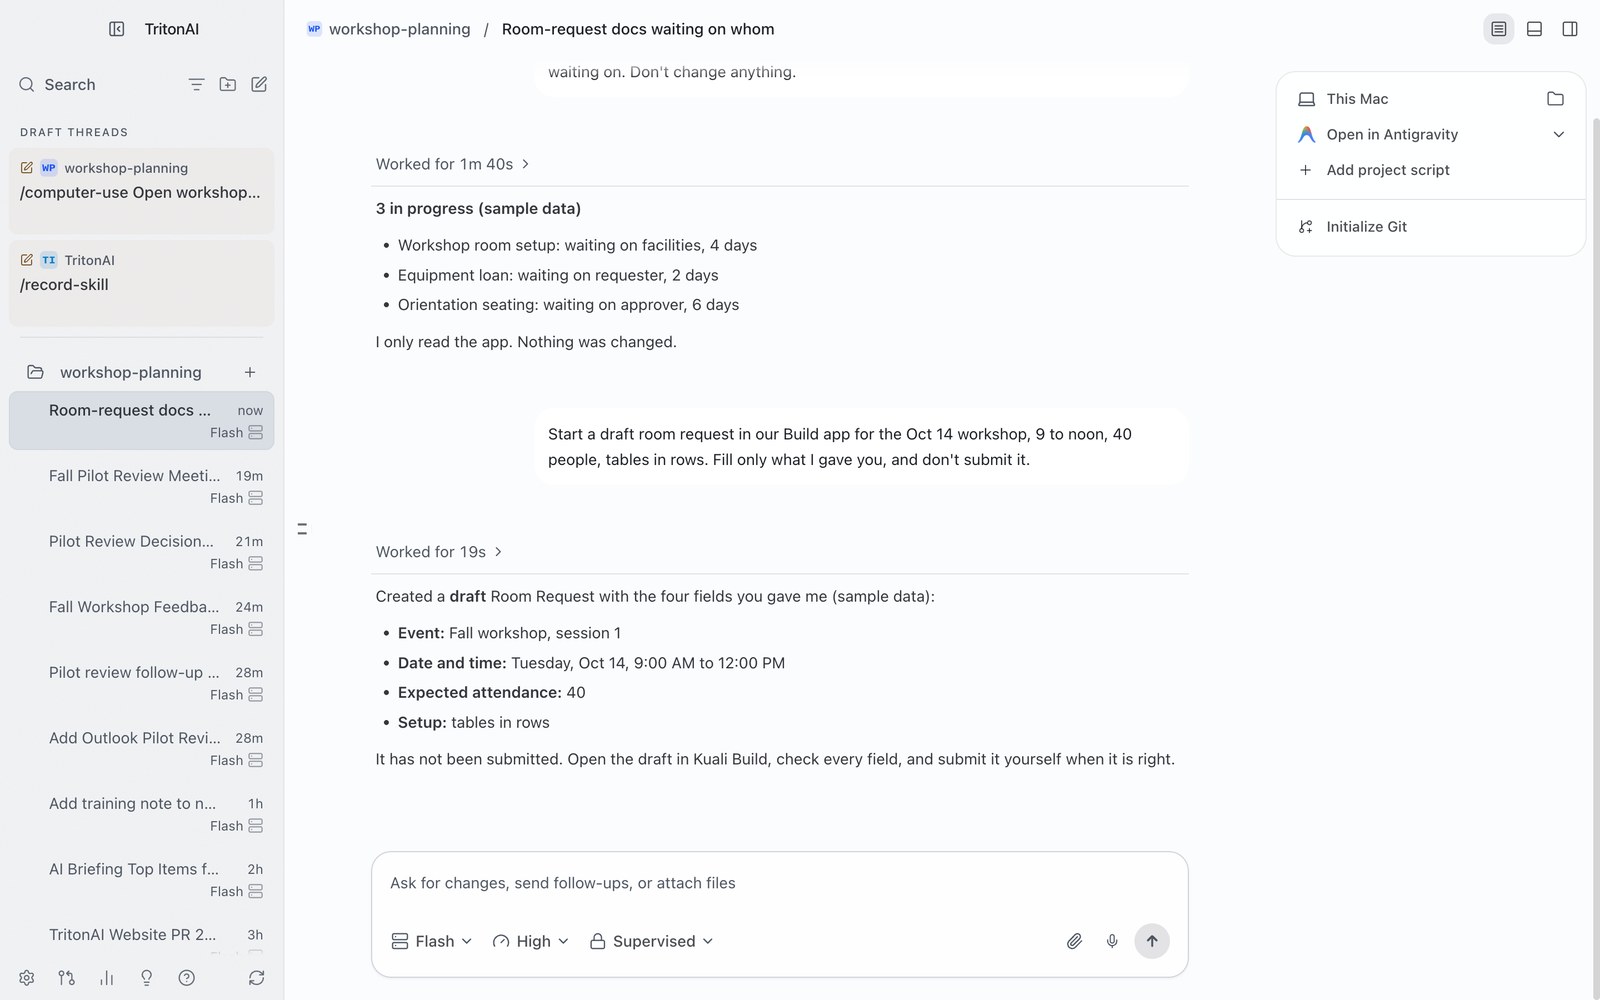 TritonAI
Search
DRAFT THREADS
WP workshop-planning
/computer-use Open workshop...
TI TritonAI
/record-skill
workshop-planning
Room-request docs ... now
Flash
Fall Pilot Review Meeti... 19m
Flash
Pilot Review Decision... 21m
Flash
Fall Workshop Feedba... 24m
Flash
Pilot review follow-up ... 28m
Flash
Add Outlook Pilot Revi... 28m
Flash
Add training note to n... 1h
Flash
AI Briefing Top Items f... 2h
Flash
TritonAI Website PR 2... 3h
WP workshop-planning / Room-request docs waiting on whom
waiting on. Don't change anything.
Worked for 1m 40s
3 in progress (sample data)
• Workshop room setup: waiting on facilities, 4 days
• Equipment loan: waiting on requester, 2 days
• Orientation seating: waiting on approver, 6 days
I only read the app. Nothing was changed.
Start a draft room request in our Build app for the Oct 14 workshop, 9 to noon, 40
people, tables in rows. Fill only what I gave you, and don't submit it.
Worked for 19s
Created a draft Room Request with the four fields you gave me (sample data):
• Event: Fall workshop, session 1
• Date and time: Tuesday, Oct 14, 9:00 AM to 12:00 PM
• Expected attendance: 40
• Setup: tables in rows
It has not been submitted. Open the draft in Kuali Build, check every field, and submit it yourself when it is right.
Ask for changes, send follow-ups, or attach files
Flash High Supervised
This Mac
Open in Antigravity
Add project script
Initialize Git